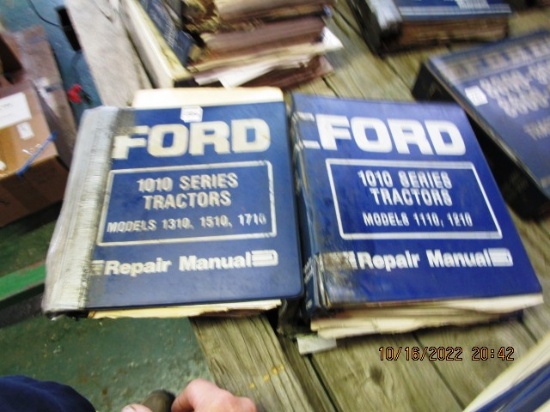 FORD
1010 SERIES
TRACTORS
MODELS 1310, 1510, 1710
Repair Manual
FORD
1010 SERIES
TRACTORS
MODELS 1110, 1210
Repair Manual
10/16/2022 20:42